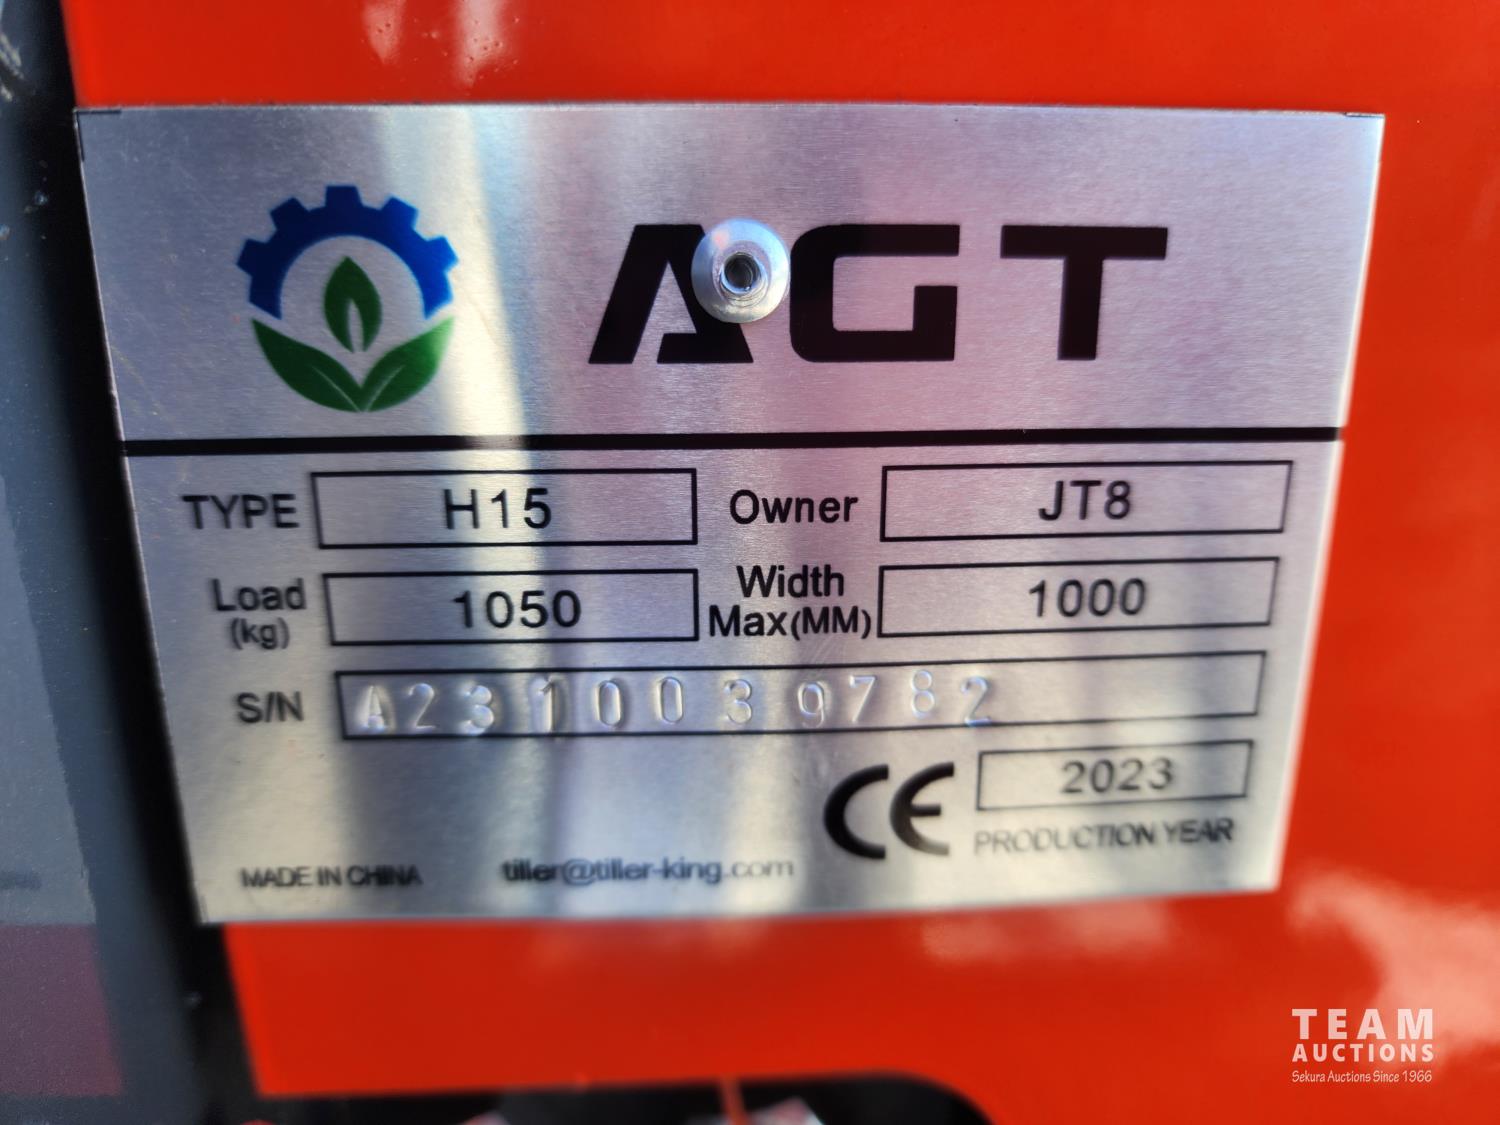 AGT
TYPE H15 Owner JT8
Load (kg) 1050 Width Max(MM) 1000
S/N A2310039782
CE 2023
PRODUCTION YEAR
MADE IN CHINA tiller@tiller-king.com
TEAM
AUCTIONS
Sekura Auctions Since 1966